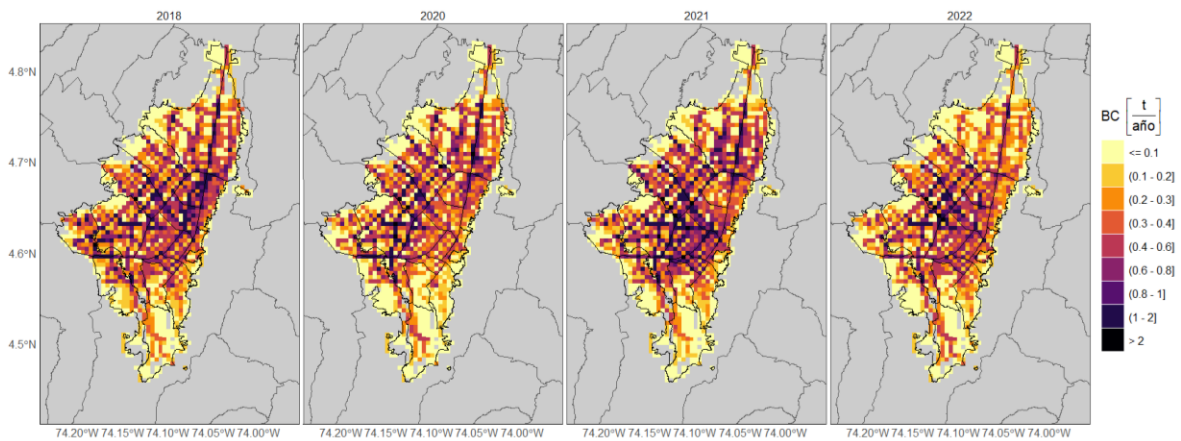 2018 2020 2021 2022
4.8°N
4.7°N
4.6°N
4.5°N
74.20°W 74.15°W 74.10°W 74.05°W 74.00°W 74.20°W 74.15°W 74.10°W 74.05°W 74.00°W 74.20°W 74.15°W 74.10°W 74.05°W 74.00°W 74.20°W 74.15°W 74.10°W 74.05°W 74.00°W
BC [t/año]
<= 0.1
(0.1 - 0.2]
(0.2 - 0.3]
(0.3 - 0.4]
(0.4 - 0.6]
(0.6 - 0.8]
(0.8 - 1]
(1 - 2]
> 2